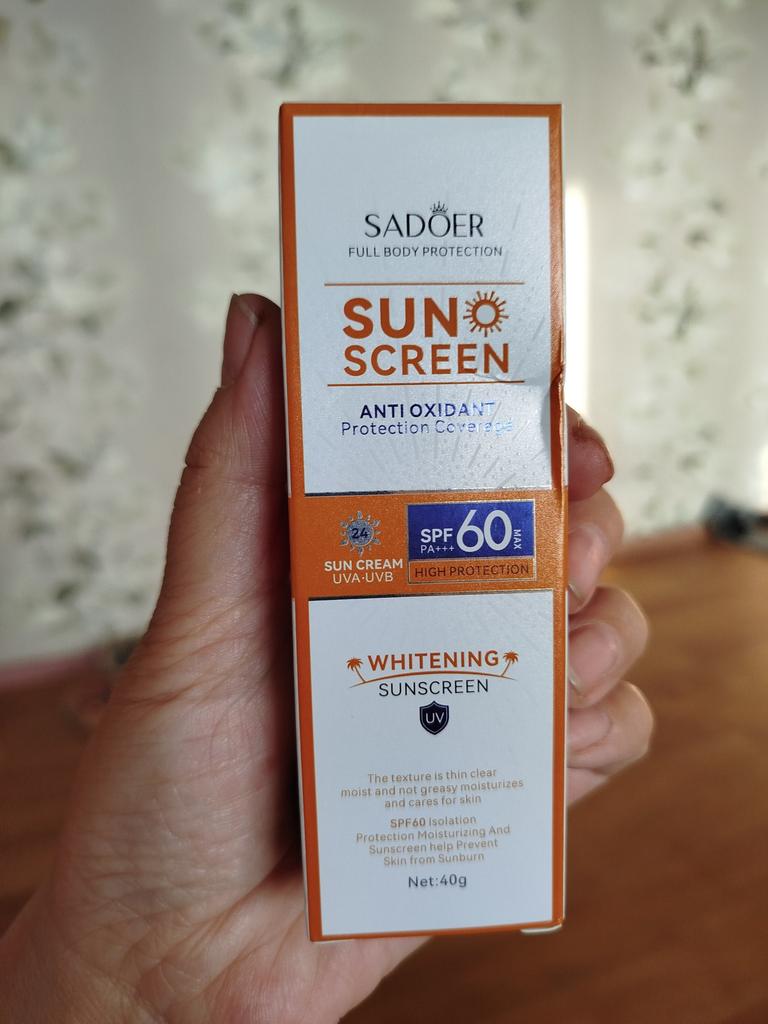 SADOER
FULL BODY PROTECTION
SUN
SCREEN
ANTI OXIDANT
Protection Coverage
24
SUN CREAM
UVA·UVB
SPF 60 MAX
PA+++
HIGH PROTECTION
WHITENING
SUNSCREEN
UV
The texture is thin clear
moist and not greasy moisturizes
and cares for skin
SPF60 Isolation
Protection Moisturizing And
Sunscreen help Prevent
Skin from Sunburn
Net:40g